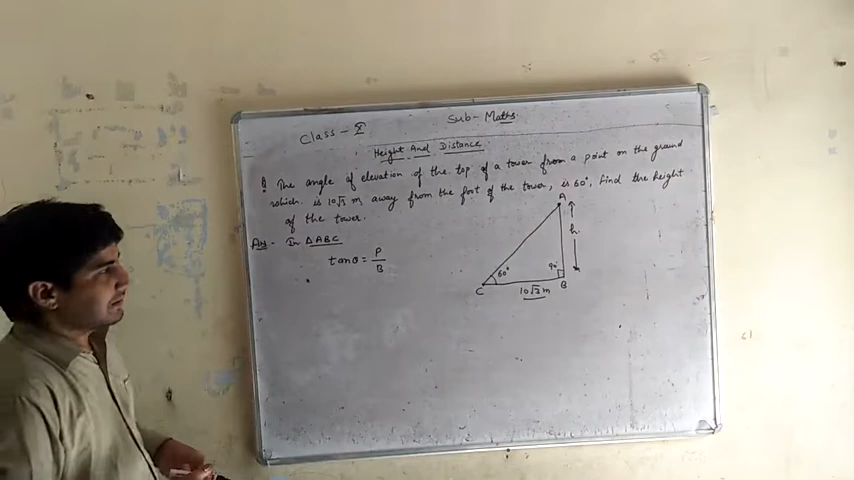 Class - X
Sub- Maths.
Height And Distance
Q The angle of elevation of the top of a tower from a point on the ground
which is 10√3 m away from the foot of the tower, is 60°, find the height
of the tower.
Ans - In △ABC
tanθ = P/B
A
h
60°
90°
C
10√3 m
B